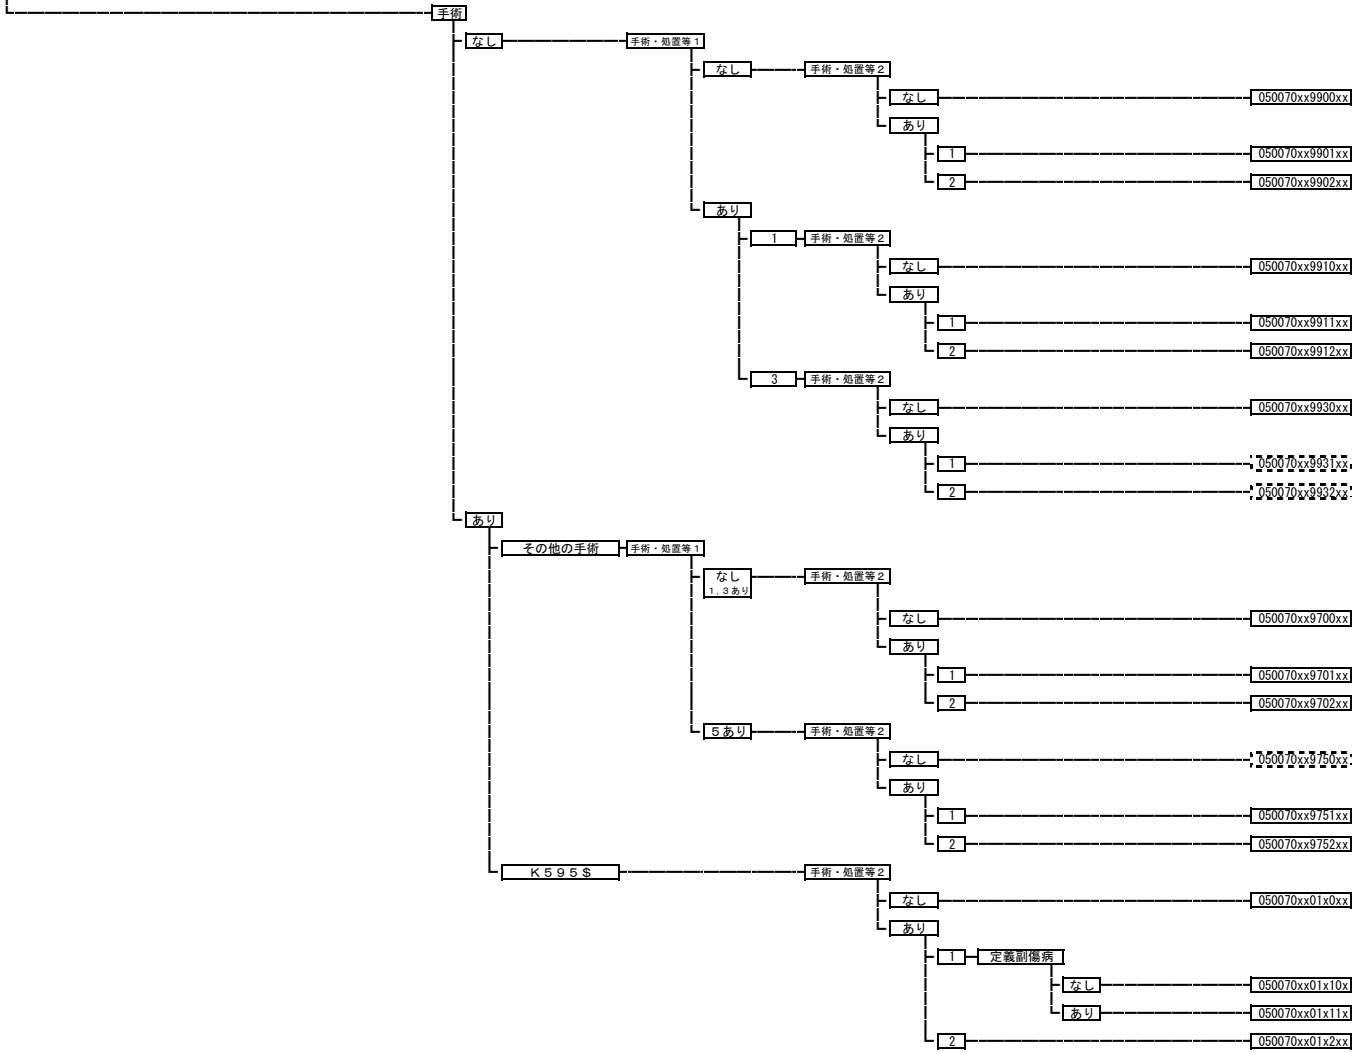 手術
なし
手術・処置等1
なし
手術・処置等2
なし
050070xx9900xx
あり
1
050070xx9901xx
2
050070xx9902xx
あり
1
手術・処置等2
なし
050070xx9910xx
あり
1
050070xx9911xx
2
050070xx9912xx
3
手術・処置等2
なし
050070xx9930xx
あり
1
050070xx9931xx
2
050070xx9932xx
あり
その他の手術
手術・処置等1
なし
1,3あり
手術・処置等2
なし
050070xx9700xx
あり
1
050070xx9701xx
2
050070xx9702xx
5あり
手術・処置等2
なし
050070xx9750xx
あり
1
050070xx9751xx
2
050070xx9752xx
K595$
手術・処置等2
なし
050070xx01x0xx
あり
1
定義副傷病
なし
050070xx01x10x
あり
050070xx01x11x
2
050070xx01x2xx